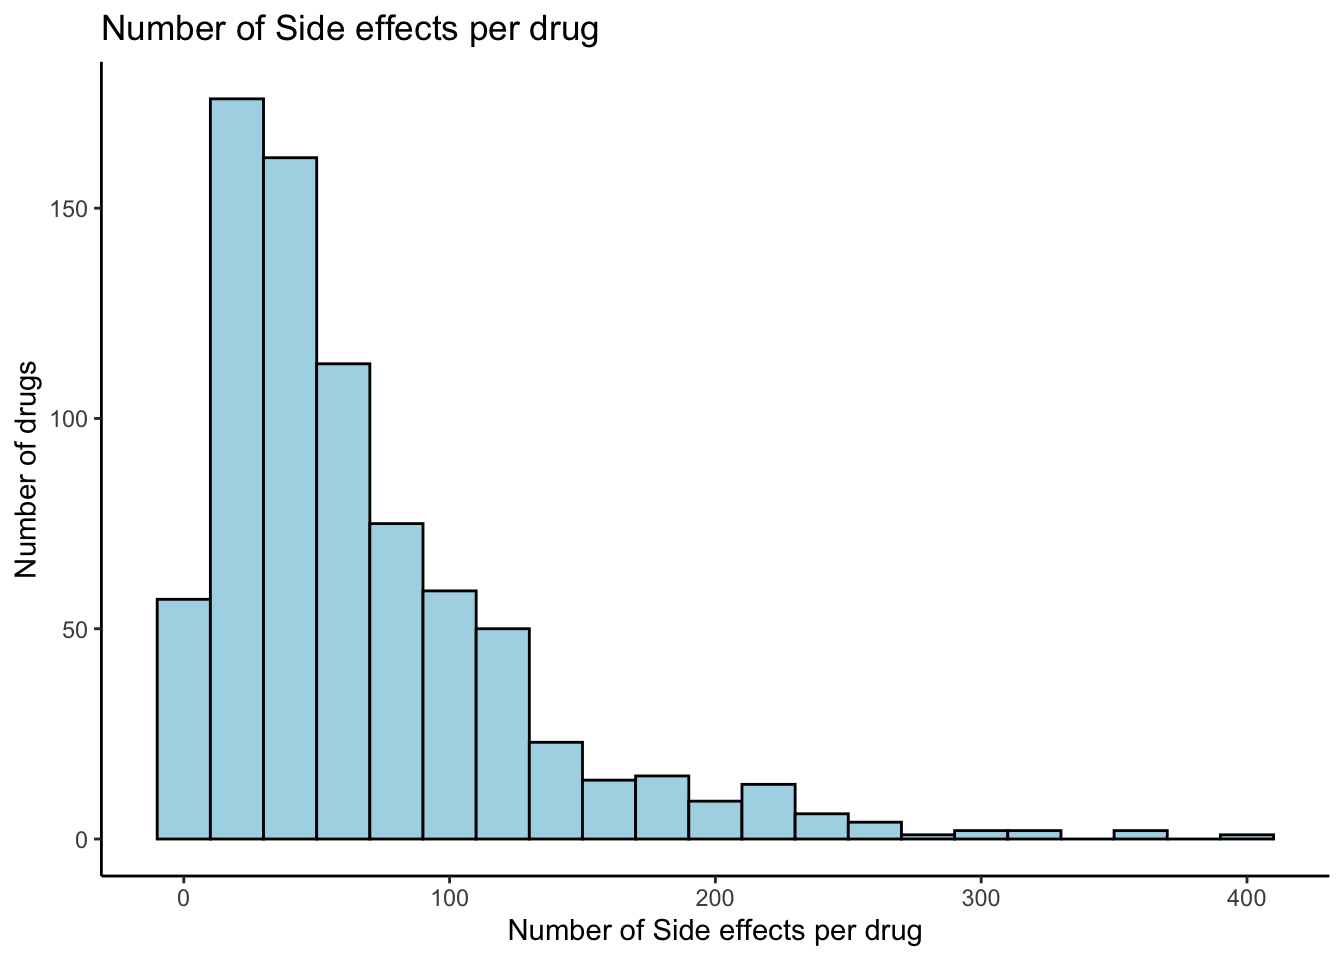 Number of Side effects per drug
150
100
50
0
Number of drugs
0 100 200 300 400
Number of Side effects per drug